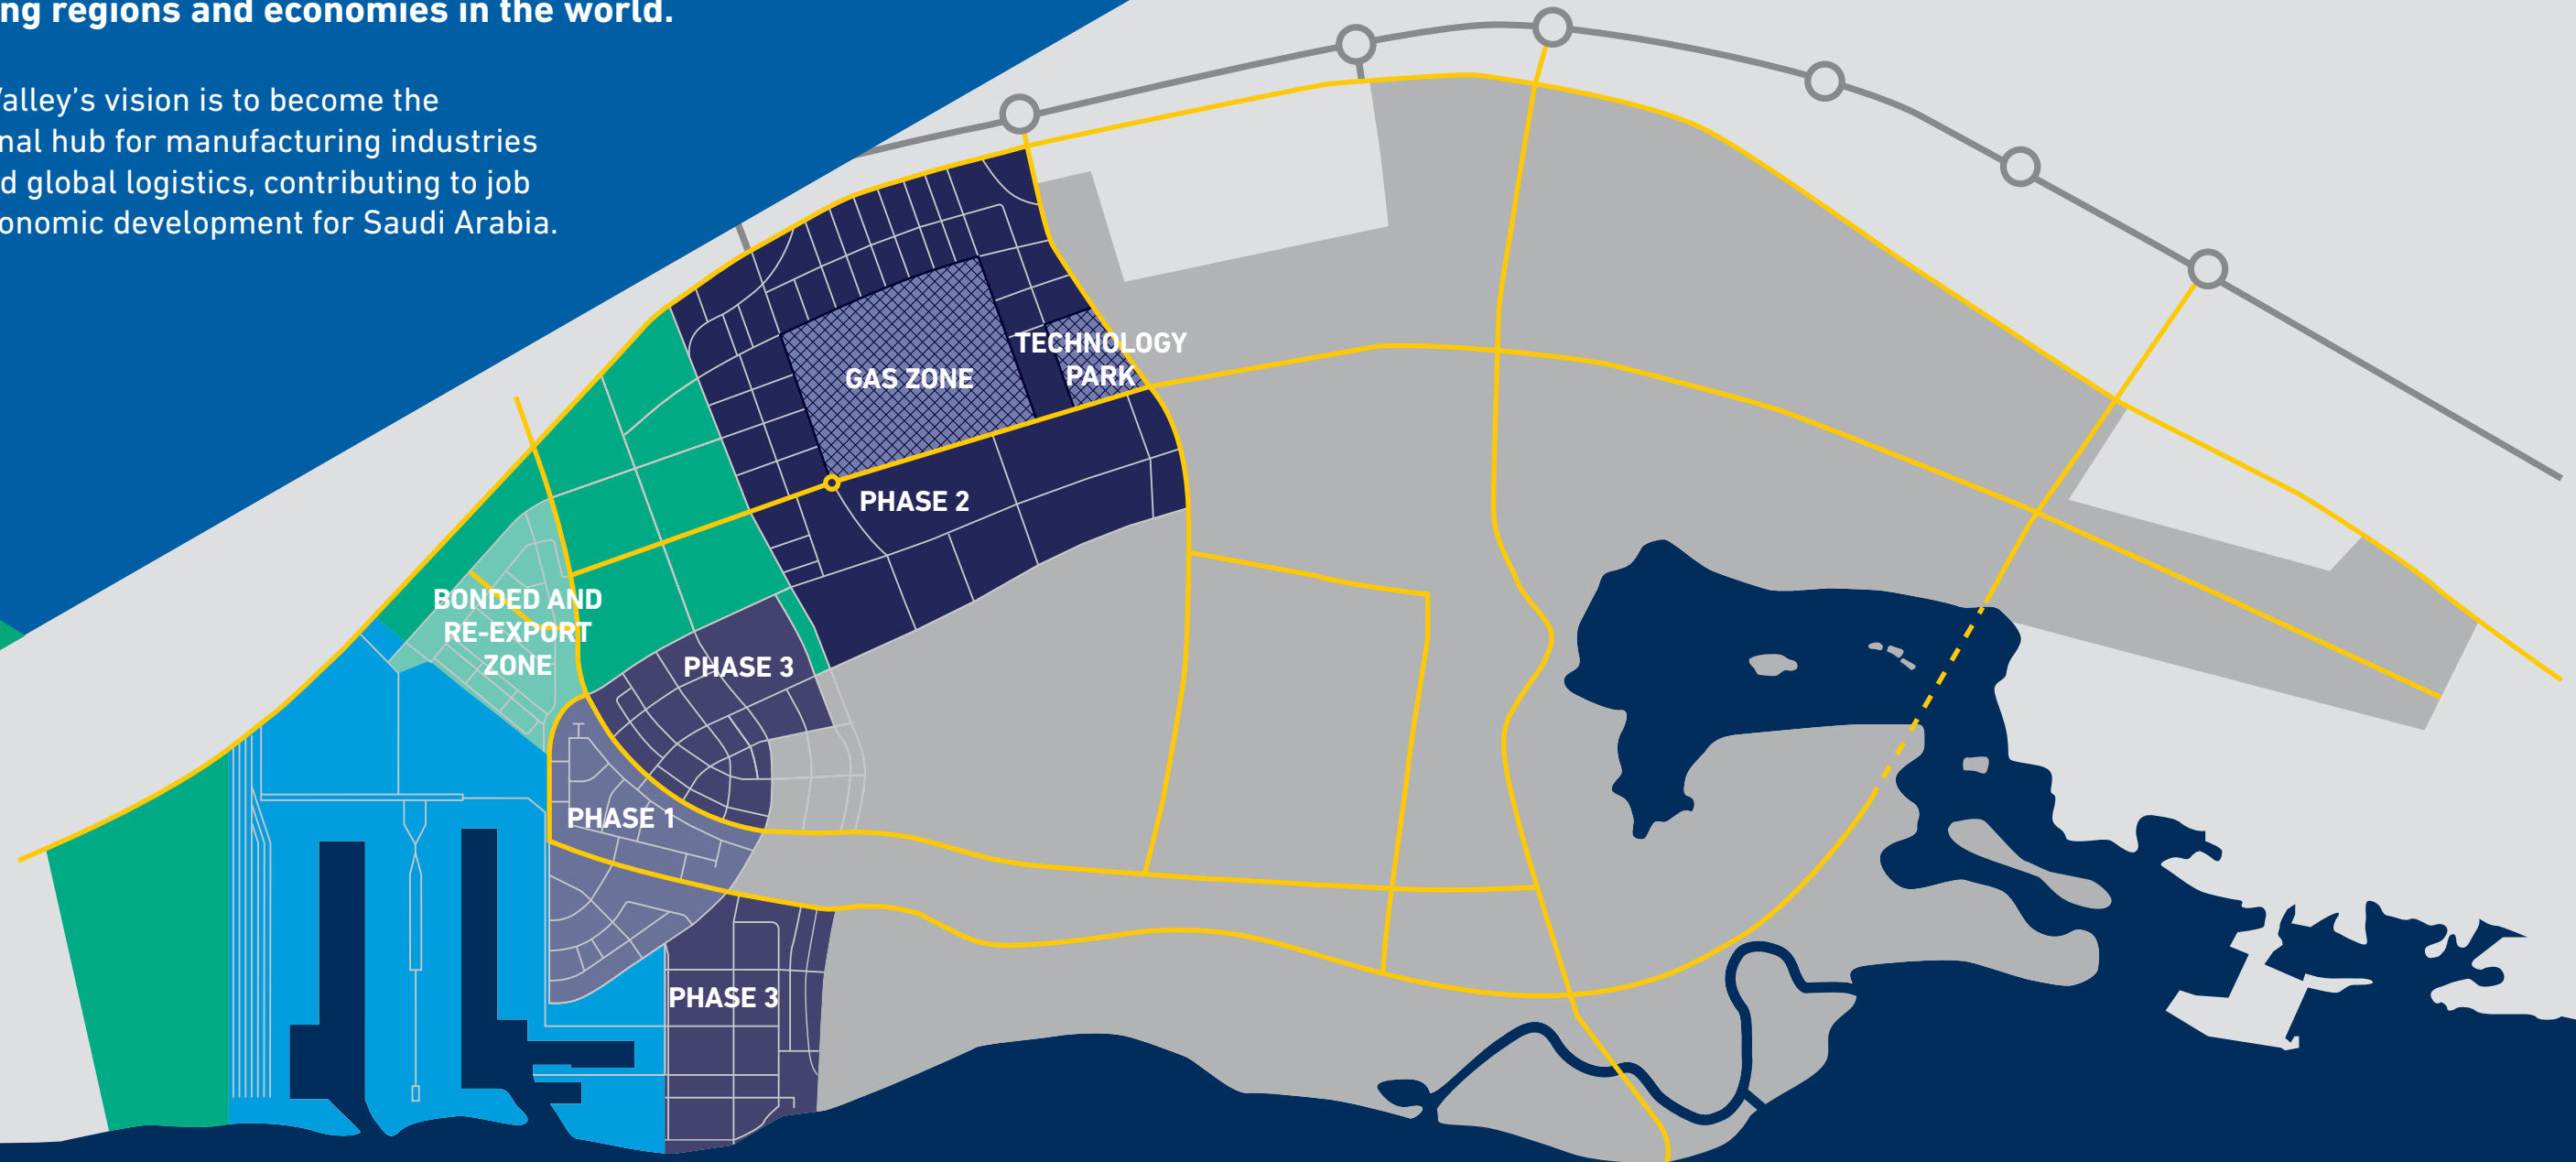 ng regions and economies in the world.
Valley's vision is to become the
nal hub for manufacturing industries
d global logistics, contributing to job
onomic development for Saudi Arabia.
TECHNOLOGY
PARK
GAS ZONE
PHASE 2
BONDED AND
RE-EXPORT
ZONE
PHASE 3
PHASE 1
PHASE 3